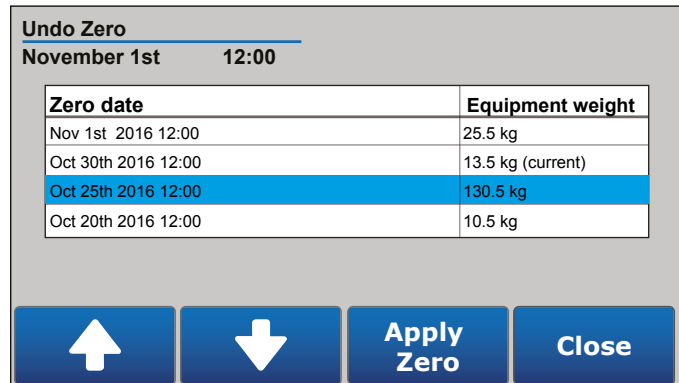 Undo Zero
November 1st 12:00
Zero date Equipment weight
Nov 1st 2016 12:00 25.5 kg
Oct 30th 2016 12:00 13.5 kg (current)
Oct 25th 2016 12:00 130.5 kg
Oct 20th 2016 12:00 10.5 kg
Apply
Zero
Close